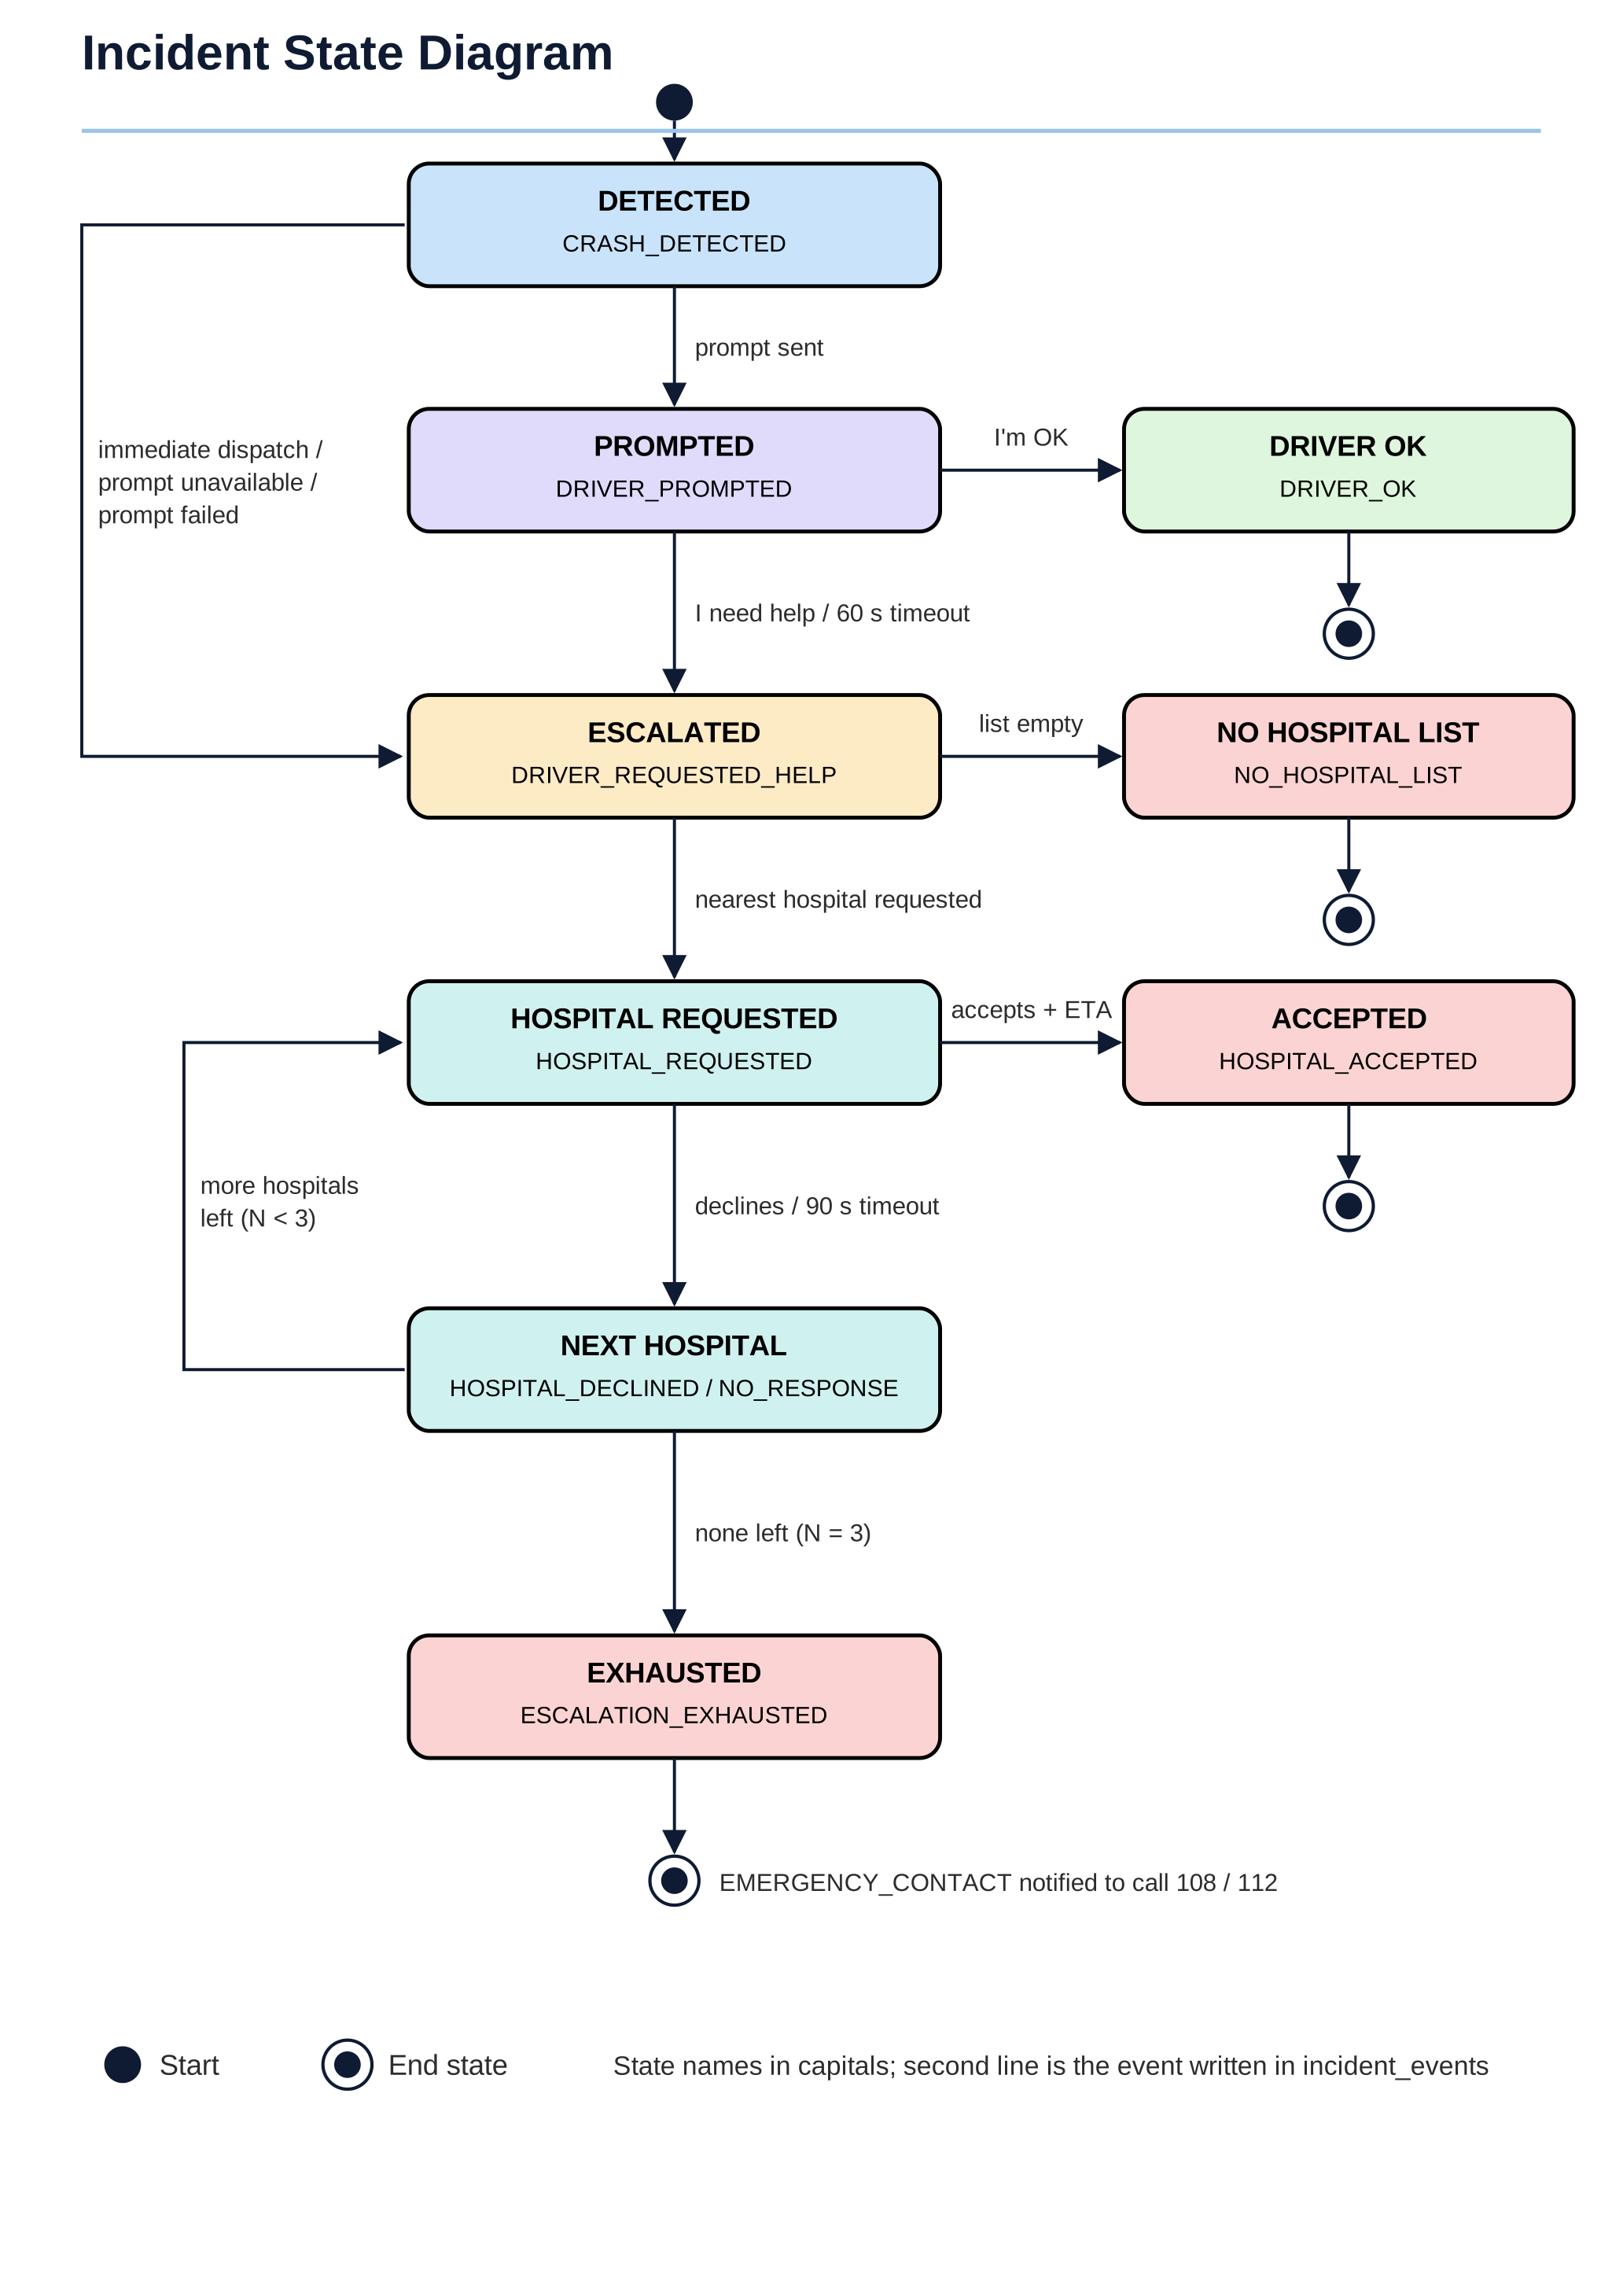 Incident State Diagram
DETECTED
CRASH_DETECTED
prompt sent
immediate dispatch /
prompt unavailable /
prompt failed
PROMPTED
DRIVER_PROMPTED
I'm OK
DRIVER OK
DRIVER_OK
I need help / 60 s timeout
ESCALATED
DRIVER_REQUESTED_HELP
list empty
NO HOSPITAL LIST
NO_HOSPITAL_LIST
nearest hospital requested
HOSPITAL REQUESTED
HOSPITAL_REQUESTED
accepts + ETA
ACCEPTED
HOSPITAL_ACCEPTED
more hospitals
left (N < 3)
declines / 90 s timeout
NEXT HOSPITAL
HOSPITAL_DECLINED / NO_RESPONSE
none left (N = 3)
EXHAUSTED
ESCALATION_EXHAUSTED
EMERGENCY_CONTACT notified to call 108 / 112
Start
End state
State names in capitals; second line is the event written in incident_events